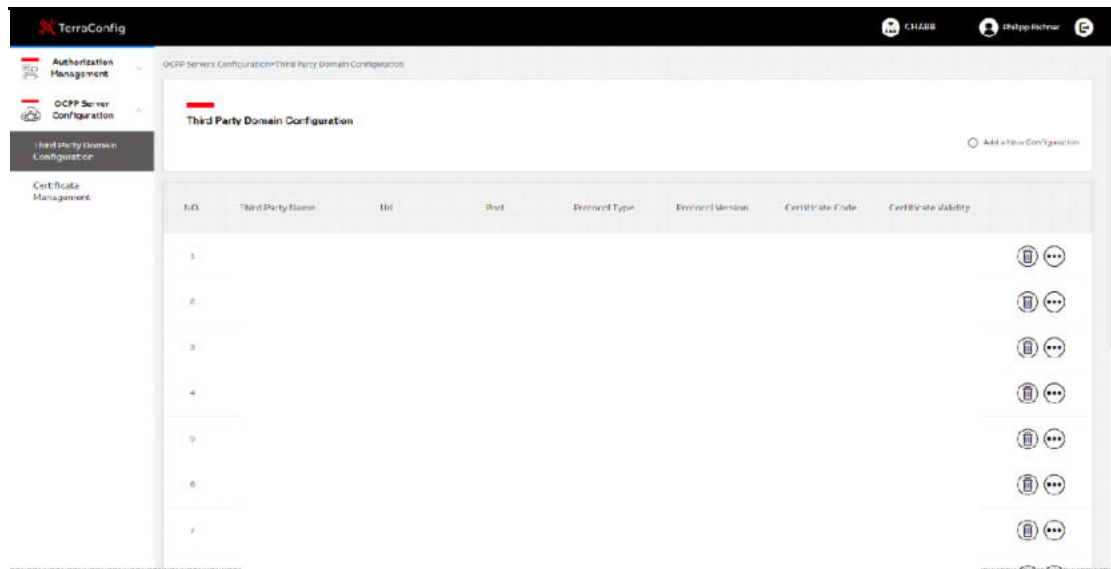 TerraConfig
CHABB
Philipp Richner
Authorization
Management
OCPP Server
Configuration
Third Party Domain
Configuration
Certificate
Management
OCPP Servers Configuration>Third Party Domain Configuration
Third Party Domain Configuration
Add a New Configuration
NO. Third Party Name Url Port Protocol Type Protocol Version Certificate Code Certificate Validity
1
2
3
4
5
6
7